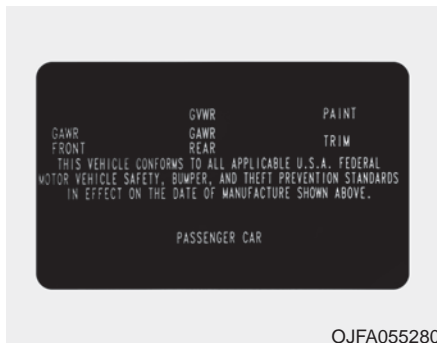 GVWR PAINT
GAWR FRONT GAWR REAR TRIM
THIS VEHICLE CONFORMS TO ALL APPLICABLE U.S.A. FEDERAL
MOTOR VEHICLE SAFETY, BUMPER, AND THEFT PREVENTION STANDARDS
IN EFFECT ON THE DATE OF MANUFACTURE SHOWN ABOVE.
PASSENGER CAR
OJFA055280